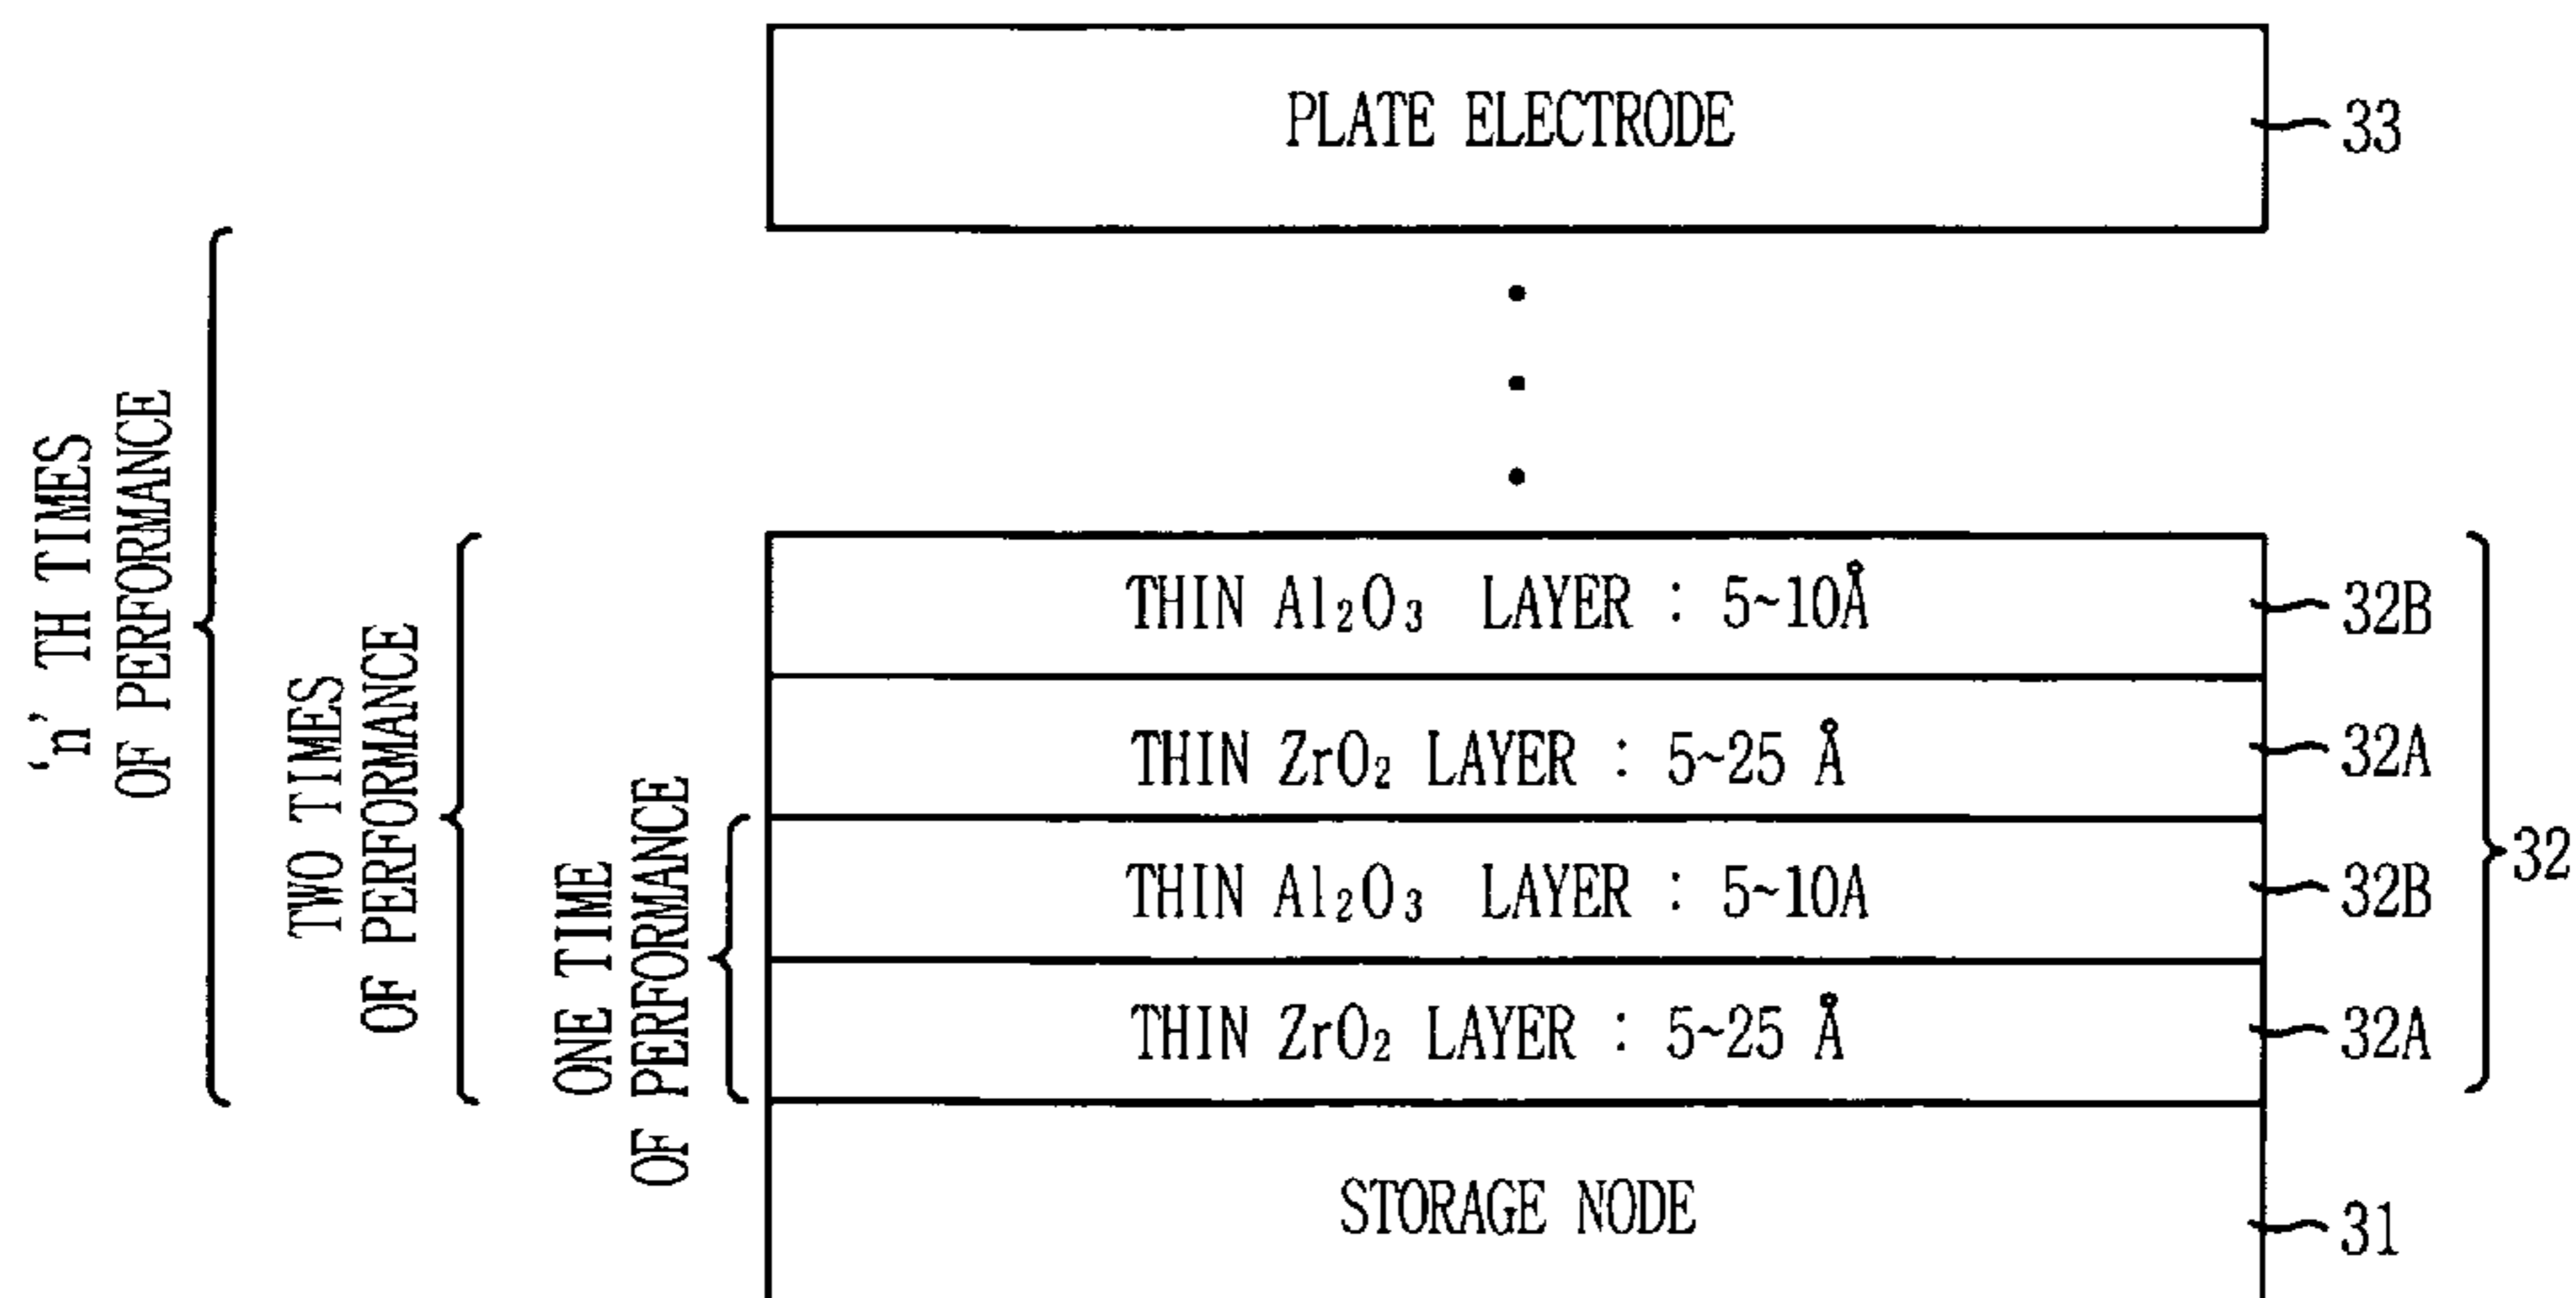 PLATE ELECTRODE
33
THIN Al₂O₃ LAYER : 5~10Å
32B
THIN ZrO₂ LAYER : 5~25 Å
32A
THIN Al₂O₃ LAYER : 5~10A
32B
THIN ZrO₂ LAYER : 5~25 Å
32A
32
STORAGE NODE
31
‘n’ TH TIMES
OF PERFORMANCE
TWO TIMES
OF PERFORMANCE
ONE TIME
OF PERFORMANCE